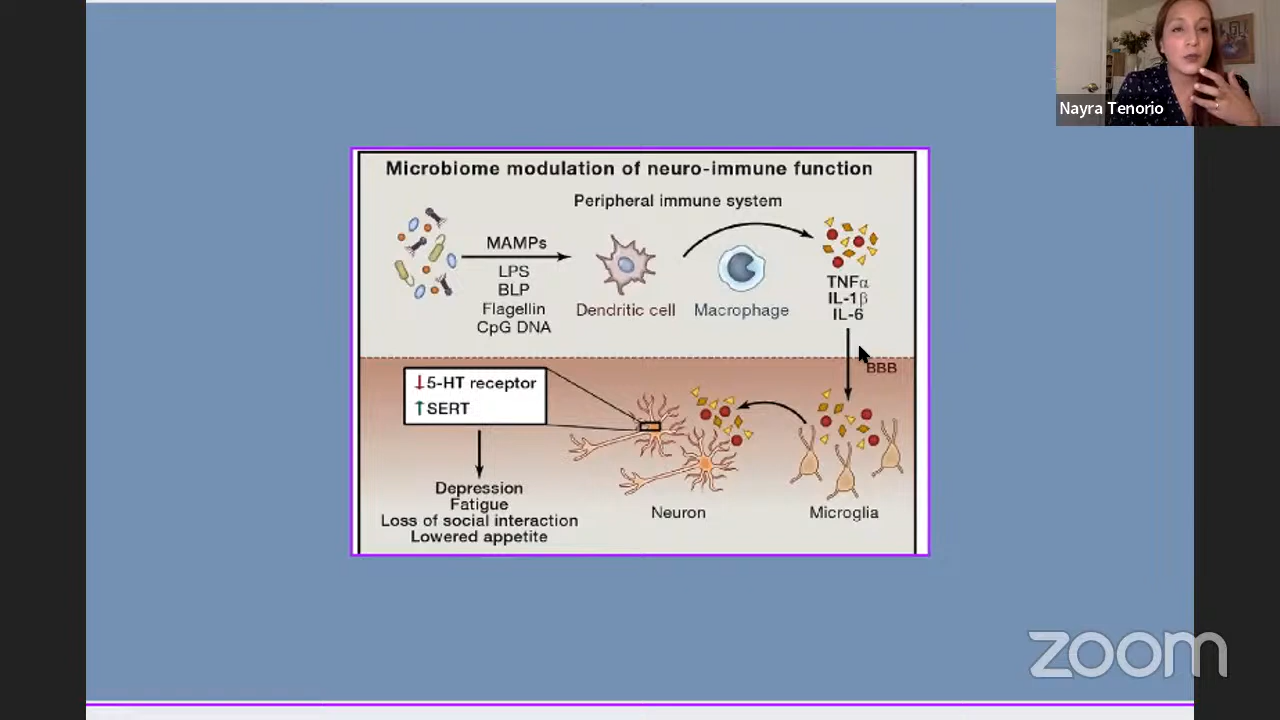 Nayra Tenorio
Microbiome modulation of neuro-immune function
Peripheral immune system
MAMPs
LPS
BLP
Flagellin
CpG DNA
Dendritic cell
Macrophage
TNFα
IL-1β
IL-6
BBB
↓5-HT receptor
↑SERT
Depression
Fatigue
Loss of social interaction
Lowered appetite
Neuron
Microglia
zoom